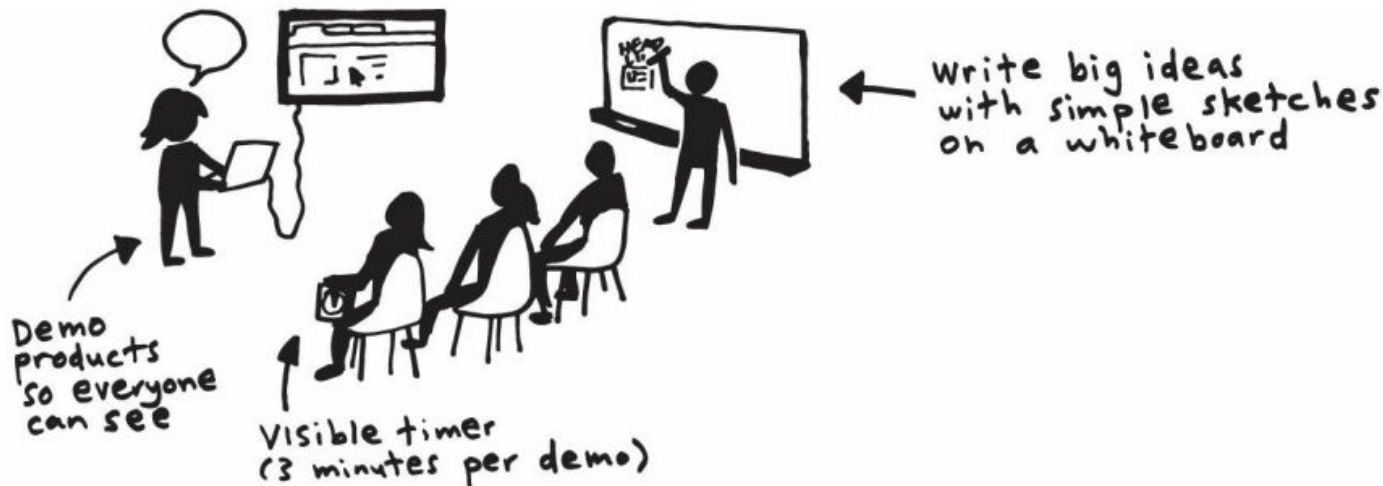 HEAD
Write big ideas
with simple sketches
on a whiteboard
Demo
products
so everyone
can see
Visible timer
(3 minutes per demo)